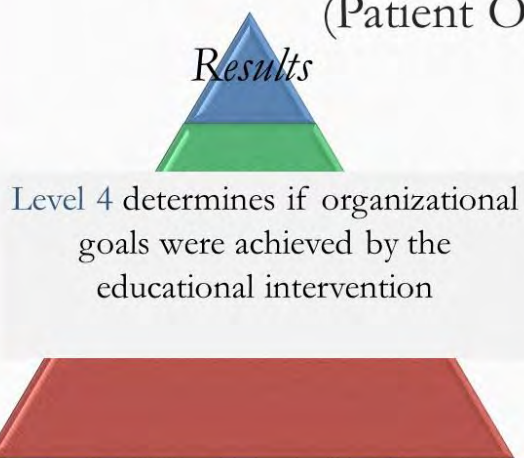 (Patient O
Results
Level 4 determines if organizational
goals were achieved by the
educational intervention